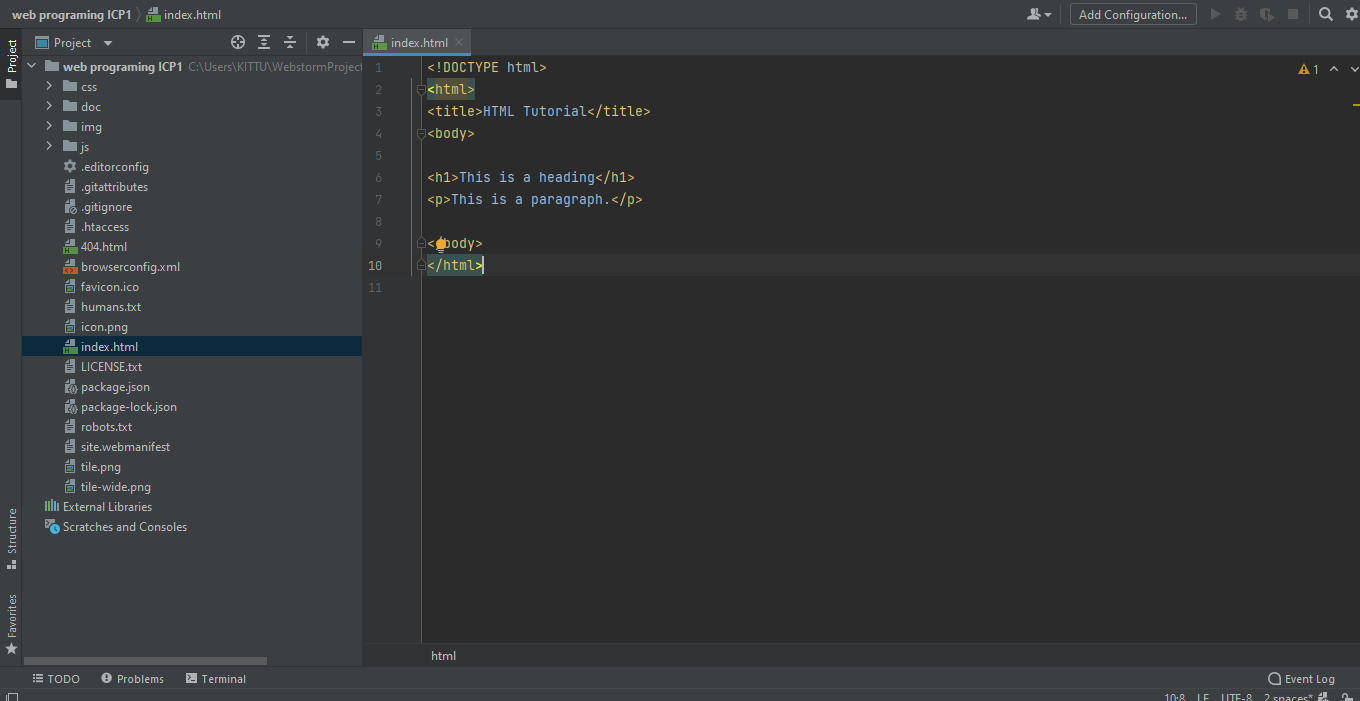 web programing ICP1 index.html Add Configuration...
Project
Project index.html
web programing ICP1 C:\Users\KITTU\WebstormProject
css
doc
img
js
.editorconfig
.gitattributes
.gitignore
.htaccess
404.html
browserconfig.xml
favicon.ico
humans.txt
icon.png
index.html
LICENSE.txt
package.json
package-lock.json
robots.txt
site.webmanifest
tile.png
tile-wide.png
External Libraries
Scratches and Consoles
1 <!DOCTYPE html>
2 <html>
3 <title>HTML Tutorial</title>
4 <body>
5
6 <h1>This is a heading</h1>
7 <p>This is a paragraph.</p>
8
9 < body>
10 </html>
11
1
Structure
Favorites
html
TODO Problems Terminal Event Log
10:8 LF UTF-8 2 spaces*